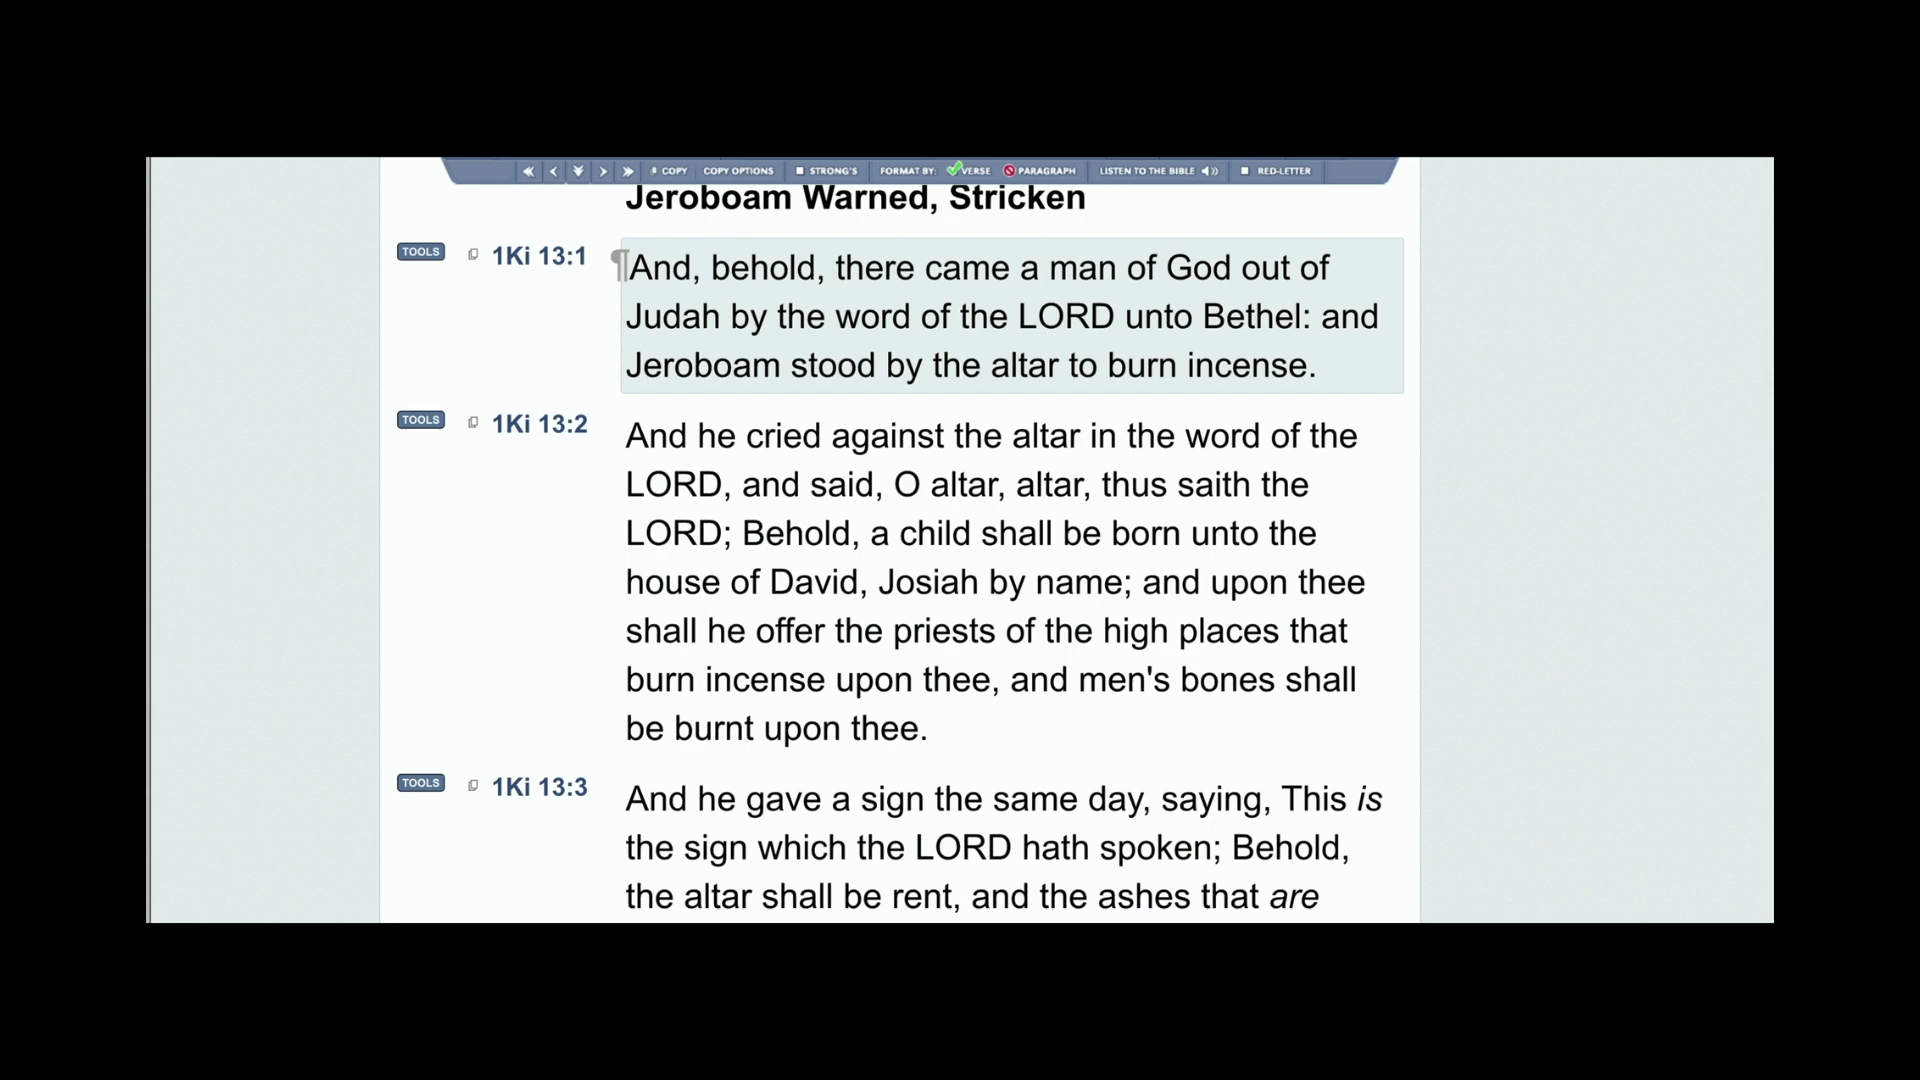 COPY COPY OPTIONS STRONG'S FORMAT BY: VERSE PARAGRAPH LISTEN TO THE BIBLE RED-LETTER
Jeroboam Warned, Stricken
TOOLS 1Ki 13:1 ¶And, behold, there came a man of God out of
Judah by the word of the LORD unto Bethel: and
Jeroboam stood by the altar to burn incense.
TOOLS 1Ki 13:2 And he cried against the altar in the word of the
LORD, and said, O altar, altar, thus saith the
LORD; Behold, a child shall be born unto the
house of David, Josiah by name; and upon thee
shall he offer the priests of the high places that
burn incense upon thee, and men's bones shall
be burnt upon thee.
TOOLS 1Ki 13:3 And he gave a sign the same day, saying, This is
the sign which the LORD hath spoken; Behold,
the altar shall be rent, and the ashes that are